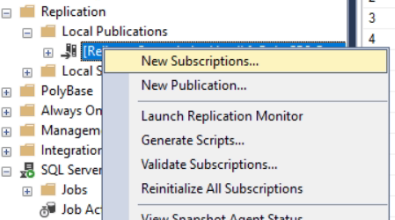 Replication
3
Local Publications
4
New Subscriptions...
Local S
New Publication...
PolyBase
Always On
Launch Replication Monitor
Managem
Generate Scripts...
Integration
Validate Subscriptions...
SQL Server
Jobs
Reinitialize All Subscriptions
Job Ac
View Snapshot Agent Status